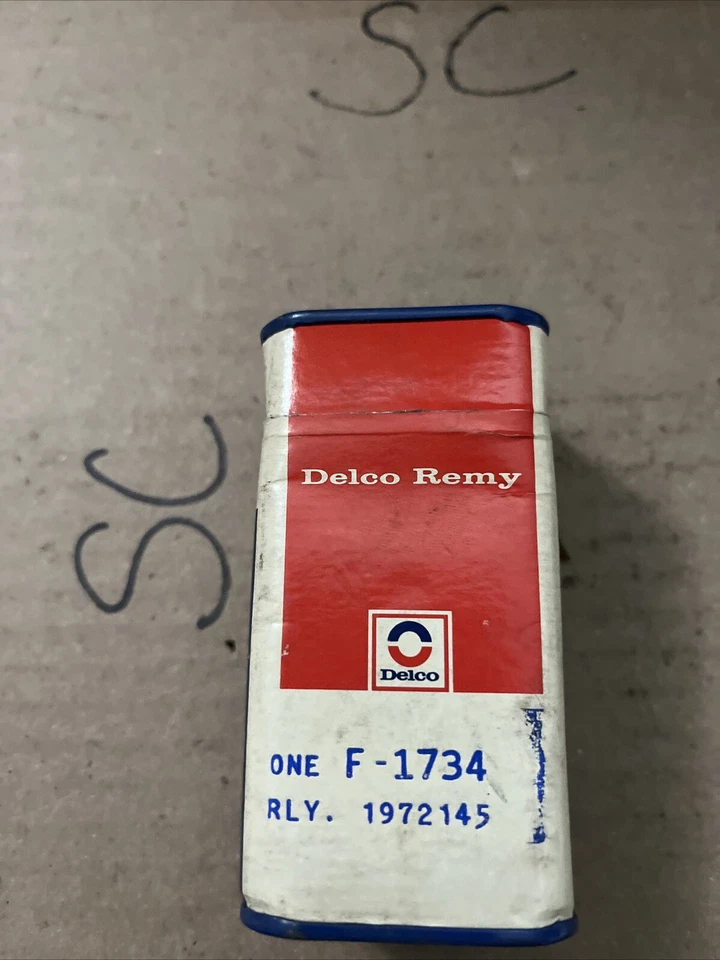 SC
SC
Delco Remy
Delco
ONE F-1734
RLY. 1972145